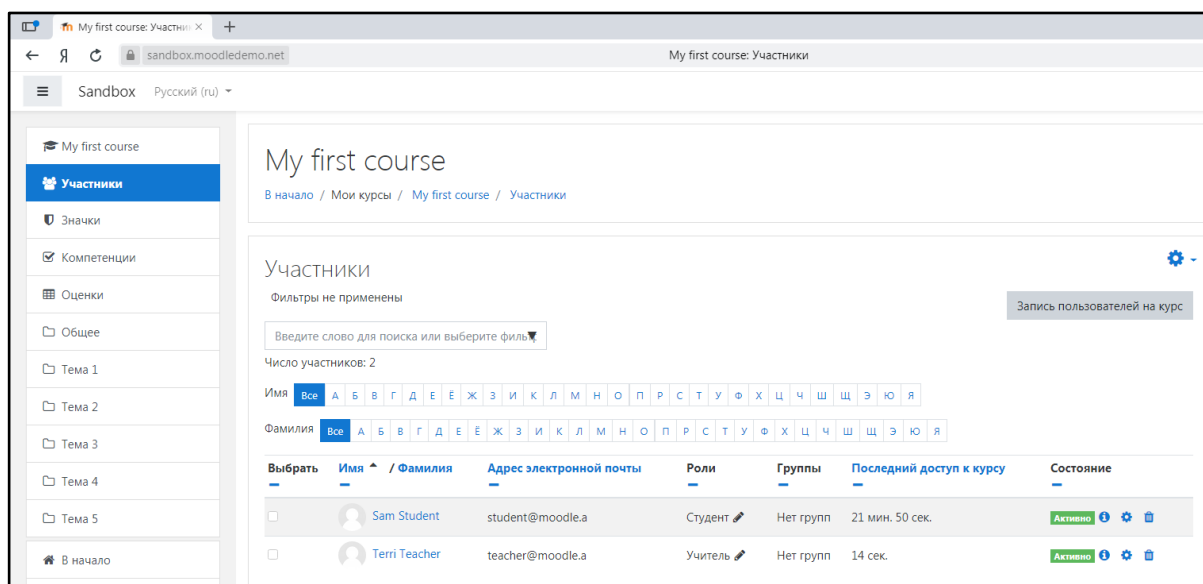 My first course: Участни
Я sandbox.moodledemo.net My first course: Участники
Sandbox Русский (ru)
My first course
Участники
Значки
Компетенции
Оценки
Общее
Тема 1
Тема 2
Тема 3
Тема 4
Тема 5
В начало
My first course
В начало / Мои курсы / My first course / Участники
Участники
Фильтры не применены
Запись пользователей на курс
Введите слово для поиска или выберите филь
Число участников: 2
Имя Все А Б В Г Д Е Ё Ж З И К Л М Н О П Р С Т У Ф Х Ц Ч Ш Щ Э Ю Я
Фамилия Все А Б В Г Д Е Ё Ж З И К Л М Н О П Р С Т У Ф Х Ц Ч Ш Щ Э Ю Я
Выбрать Имя / Фамилия Адрес электронной почты Роли Группы Последний доступ к курсу Состояние
Sam Student student@moodle.a Студент Нет групп 21 мин. 50 сек. Активно
Terri Teacher teacher@moodle.a Учитель Нет групп 14 сек. Активно